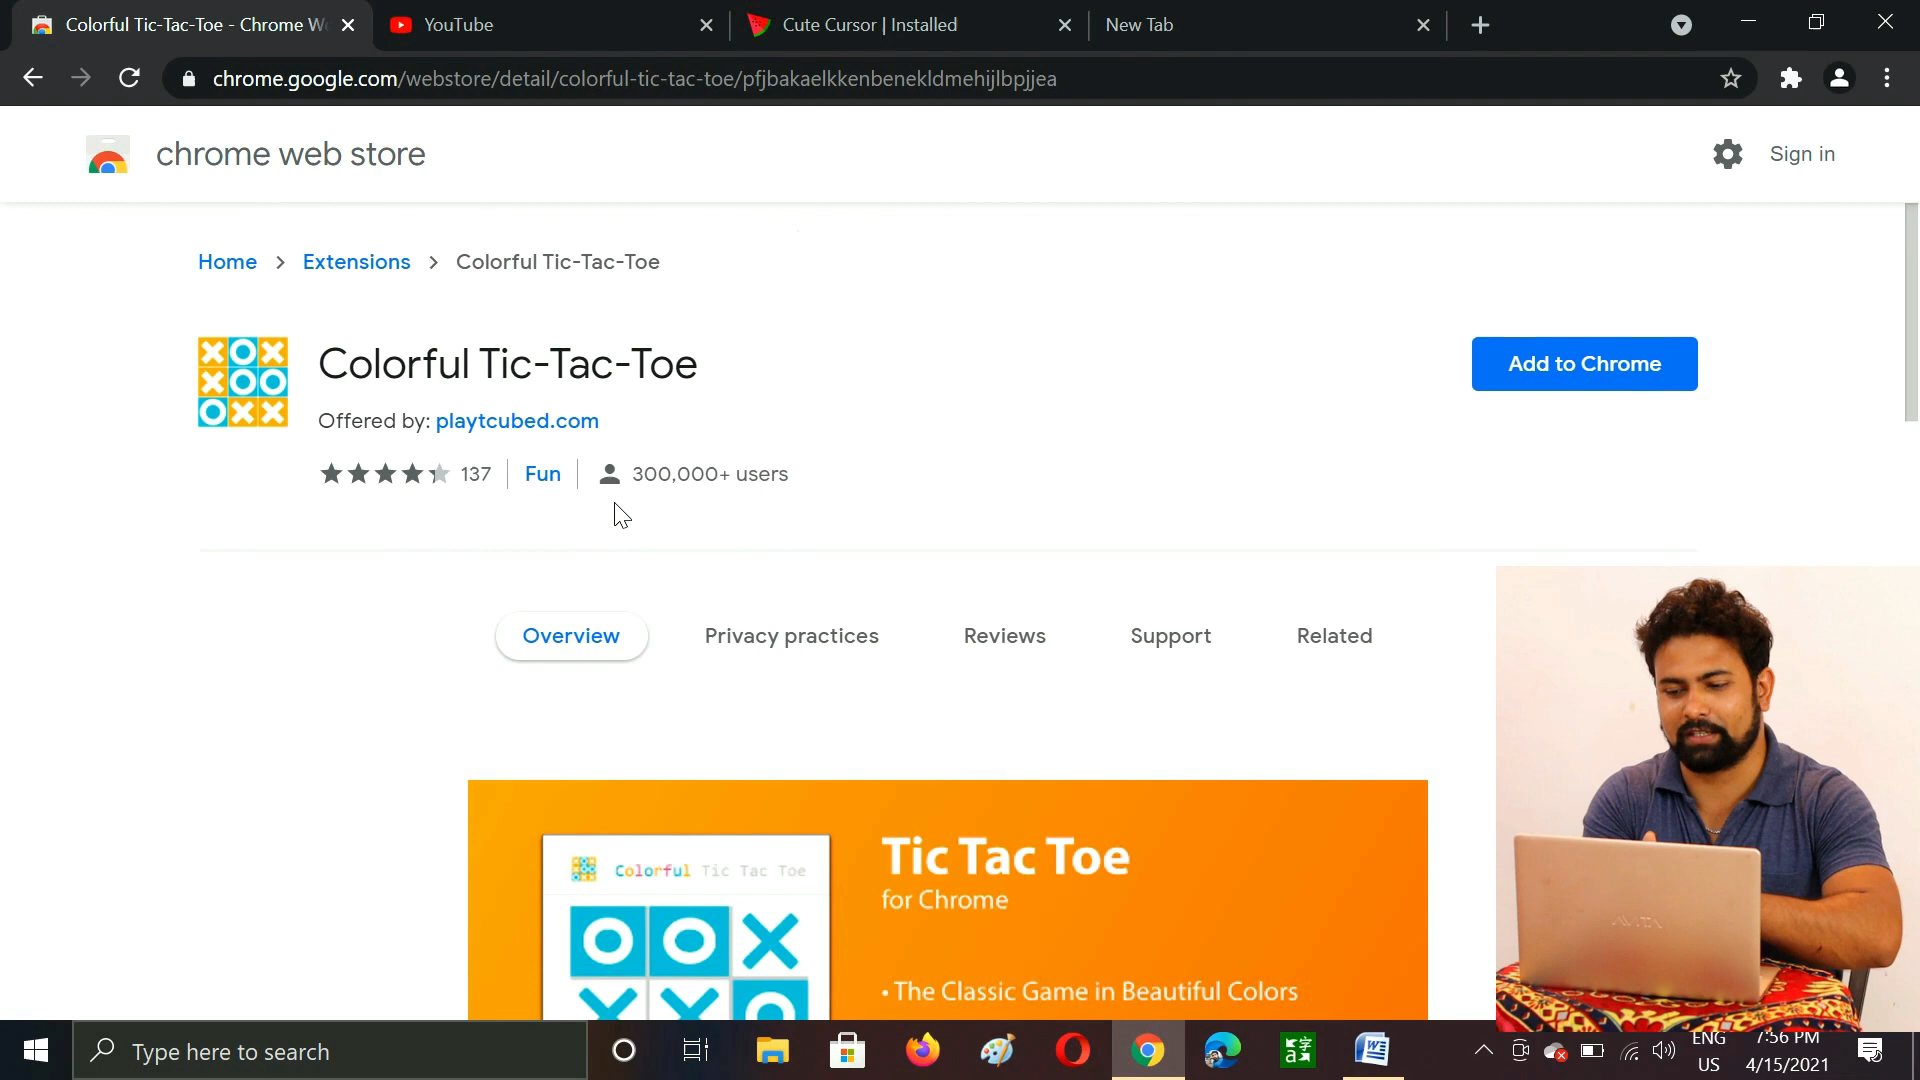 Colorful Tic-Tac-Toe - Chrome W
YouTube
Cute Cursor | Installed
New Tab
chrome.google.com/webstore/detail/colorful-tic-tac-toe/pfjbakaelkkenbenekldmehijlbpjjea
chrome web store
Sign in
Home > Extensions > Colorful Tic-Tac-Toe
Colorful Tic-Tac-Toe
Add to Chrome
Offered by: playtcubed.com
137
Fun
300,000+ users
Overview
Privacy practices
Reviews
Support
Related
Colorful Tic Tac Toe
Tic Tac Toe
for Chrome
• The Classic Game in Beautiful Colors
AVITA
Type here to search
ENG
US
7:56 PM
4/15/2021